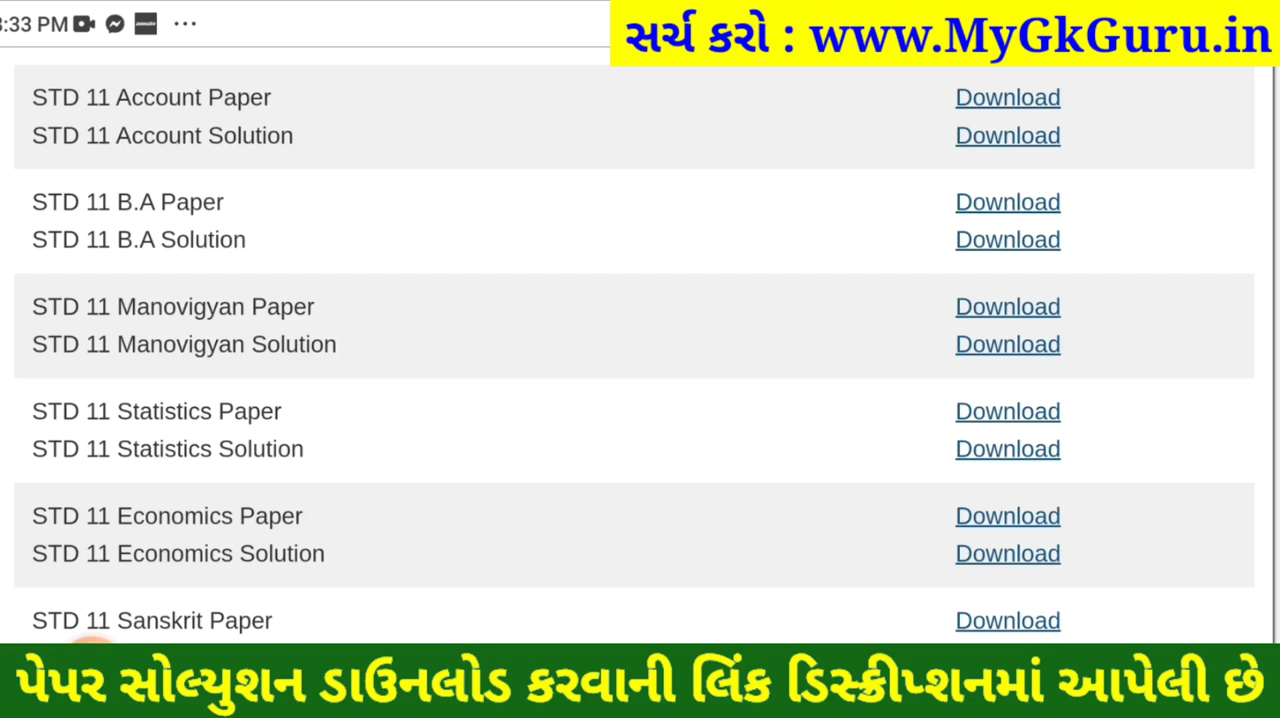 3:33 PM
સર્ચ કરો : www.MyGkGuru.in
STD 11 Account Paper Download
STD 11 Account Solution Download
STD 11 B.A Paper Download
STD 11 B.A Solution Download
STD 11 Manovigyan Paper Download
STD 11 Manovigyan Solution Download
STD 11 Statistics Paper Download
STD 11 Statistics Solution Download
STD 11 Economics Paper Download
STD 11 Economics Solution Download
STD 11 Sanskrit Paper Download
પેપર સોલ્યુશન ડાઉનલોડ કરવાની લિંક ડિસ્ક્રીપ્શનમાં આપેલી છે